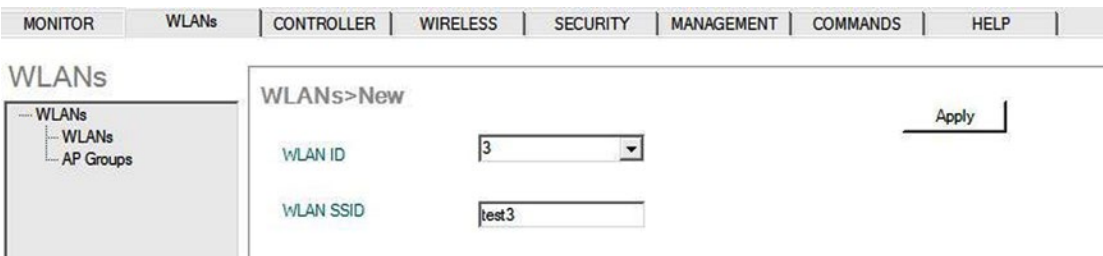 MONITOR WLANs CONTROLLER WIRELESS SECURITY MANAGEMENT COMMANDS HELP
WLANs
WLANs
WLANs
AP Groups
WLANs>New
Apply
WLAN ID 3
WLAN SSID test3